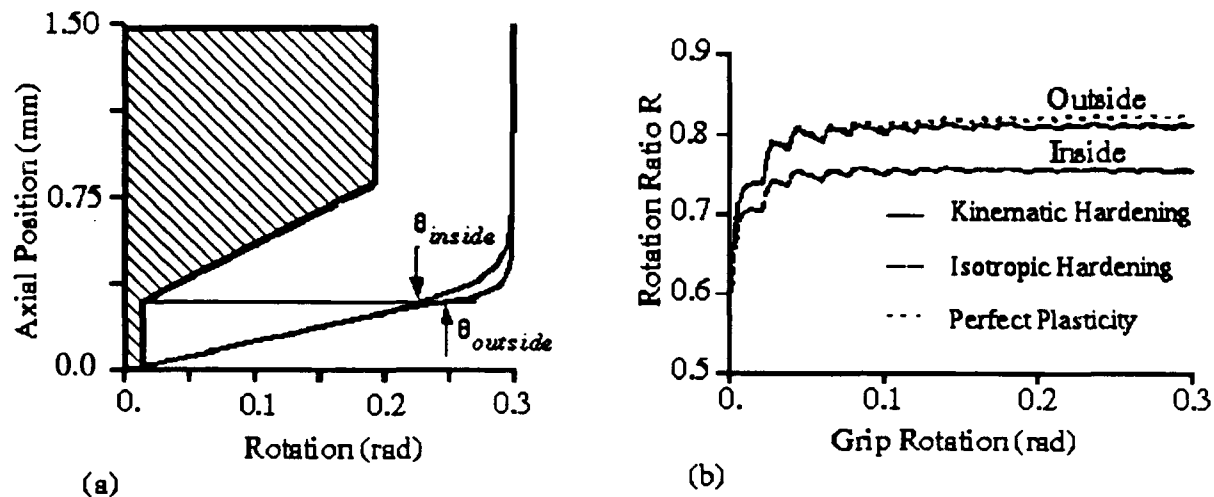 1.50
0.75
0.0
Axial Position (mm)
θinside
θoutside
0.
0.1
0.2
0.3
Rotation (rad)
(a)
0.9
0.8
0.7
0.6
0.5
Rotation Ratio R
Outside
Inside
Kinematic Hardening
Isotropic Hardening
Perfect Plasticity
0.
0.1
0.2
0.3
Grip Rotation (rad)
(b)